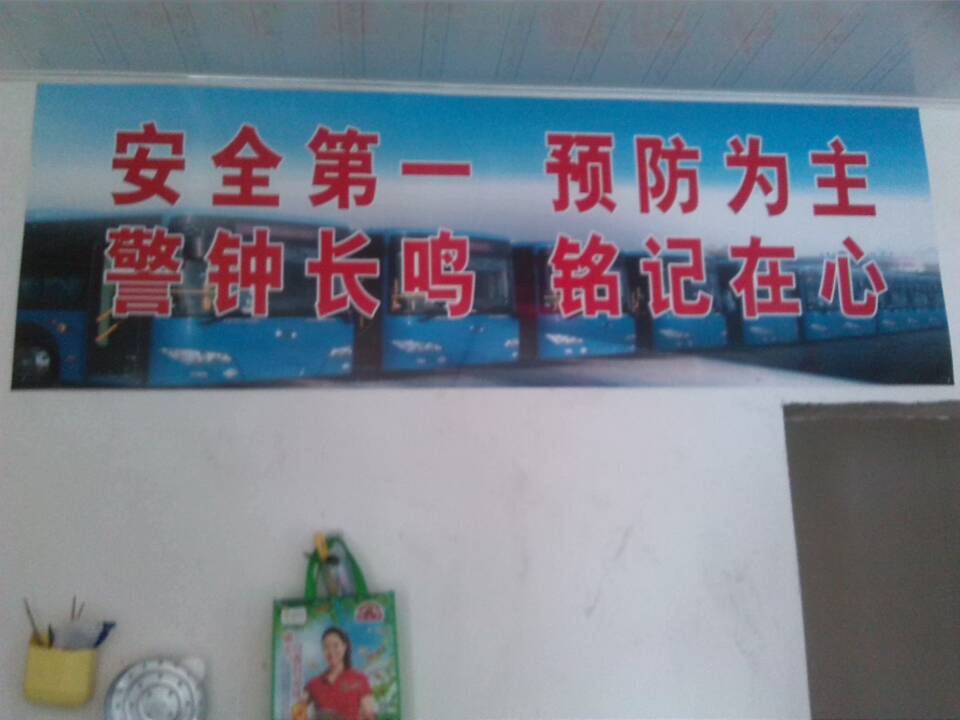 安全第一 预防为主
警钟长鸣 铭记在心